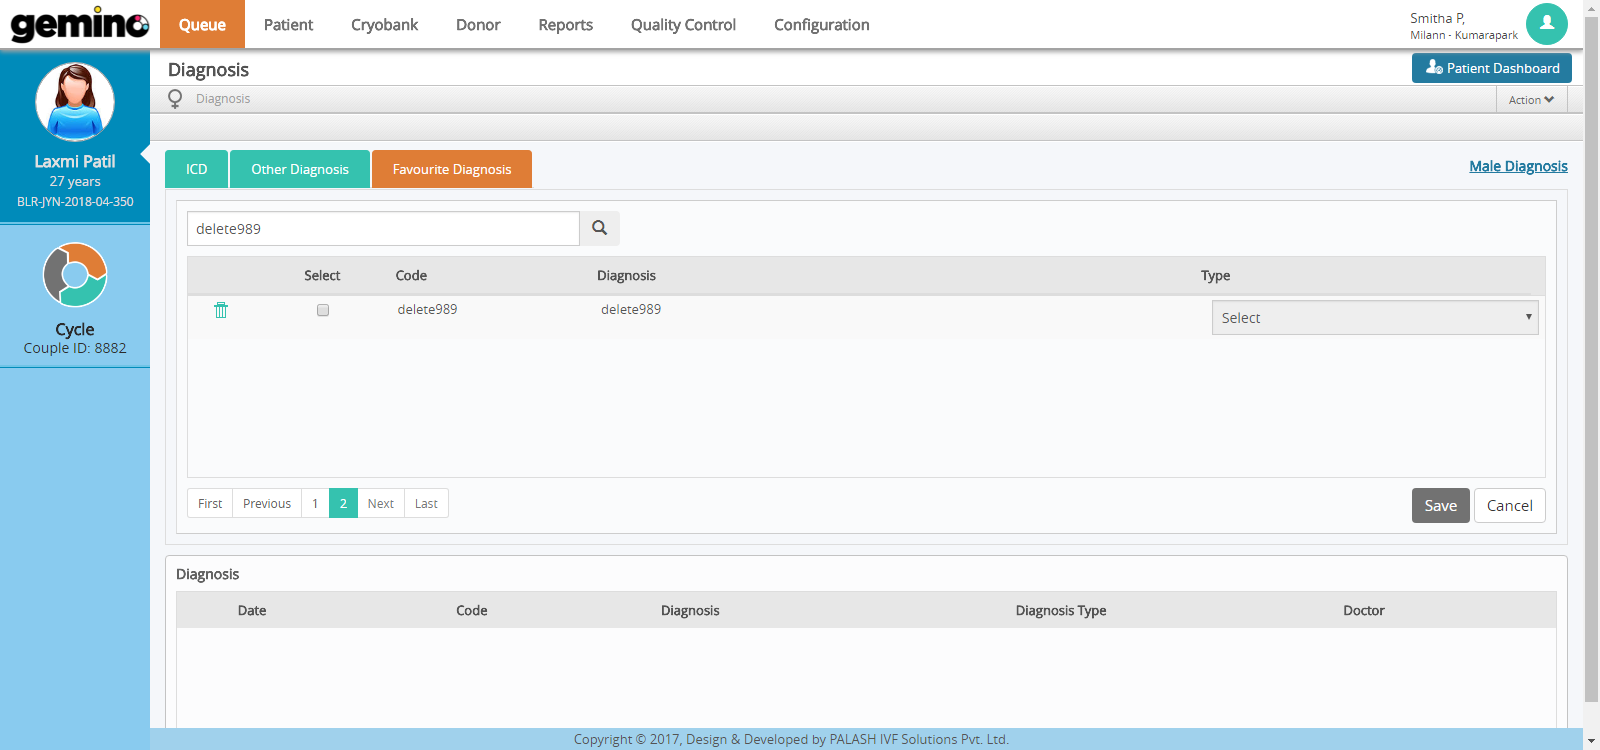 gemino
Queue Patient Cryobank Donor Reports Quality Control Configuration
Smitha P,
Milann - Kumarapark
Diagnosis
Patient Dashboard
Diagnosis
Action
Laxmi Patil
27 years
BLR-JYN-2018-04-350
Cycle
Couple ID: 8882
ICD Other Diagnosis Favourite Diagnosis
Male Diagnosis
delete989
Select Code Diagnosis Type
delete989 delete989 Select
First Previous 1 2 Next Last
Save Cancel
Diagnosis
Date Code Diagnosis Diagnosis Type Doctor
Copyright © 2017, Design & Developed by PALASH IVF Solutions Pvt. Ltd.